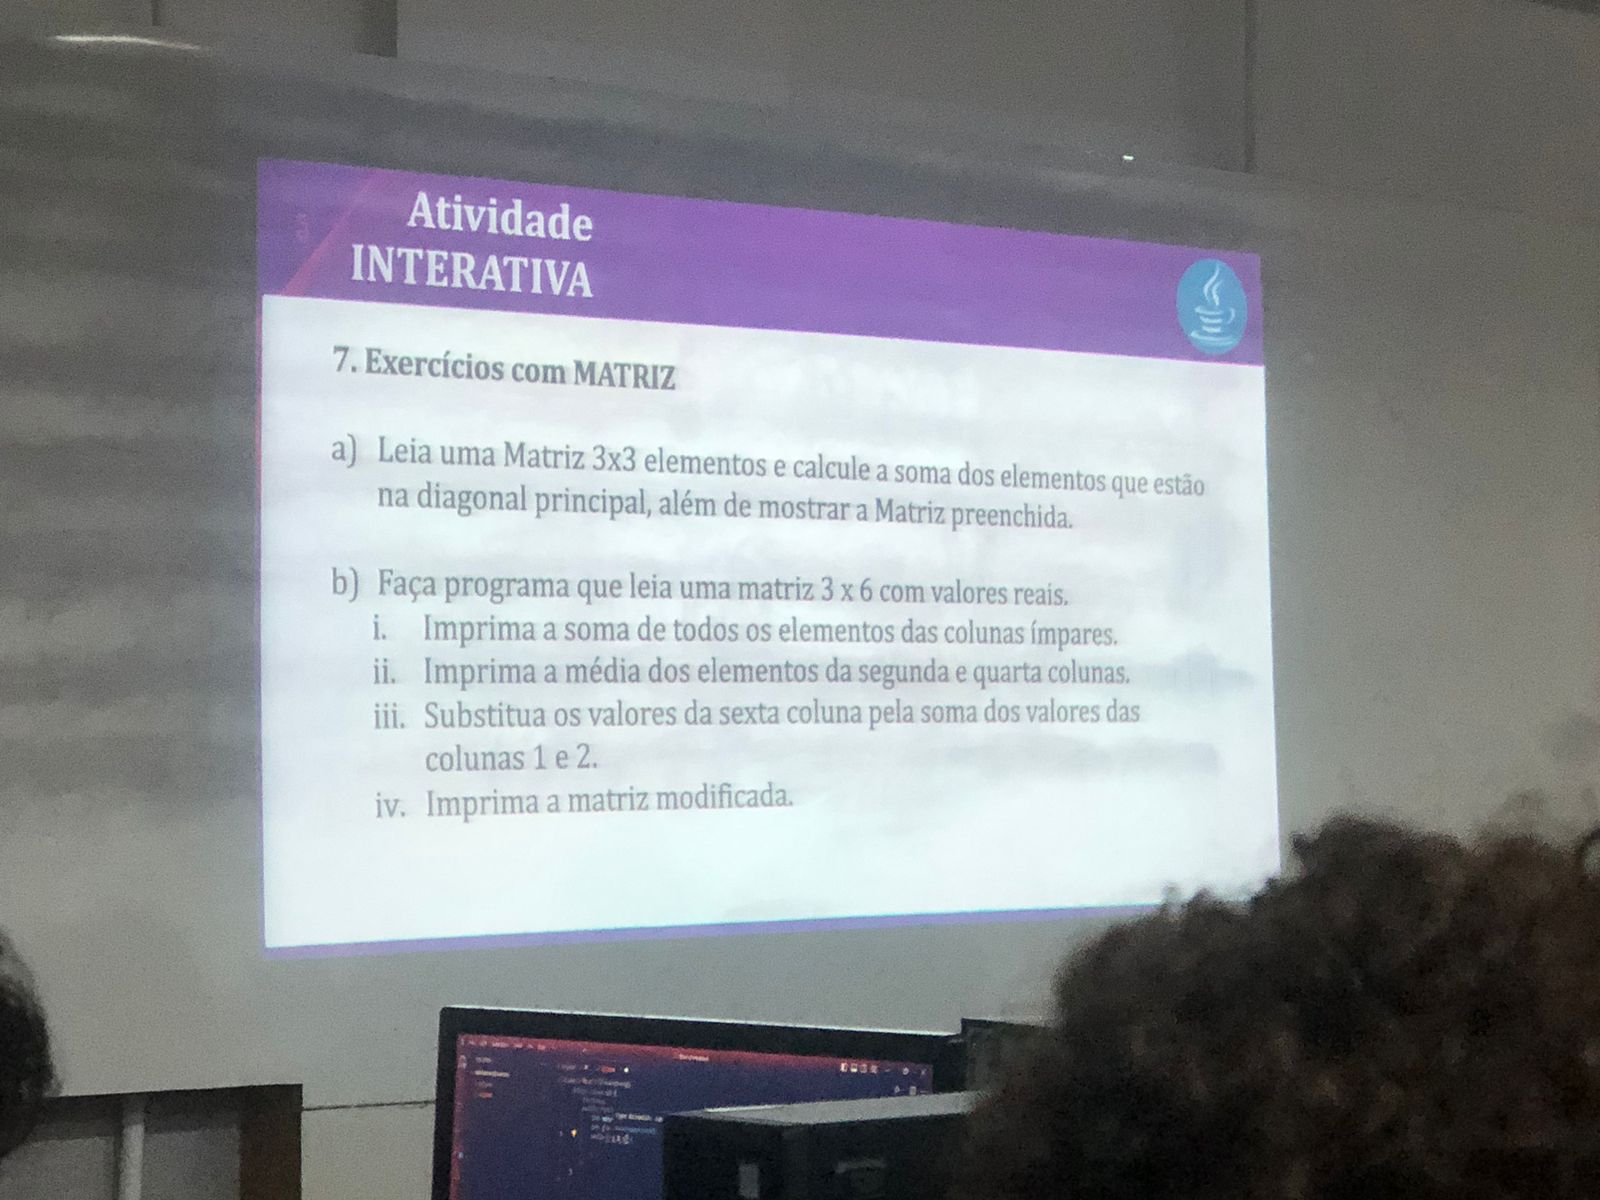 Atividade
INTERATIVA
7. Exercícios com MATRIZ
a) Leia uma Matriz 3x3 elementos e calcule a soma dos elementos que estão
na diagonal principal, além de mostrar a Matriz preenchida.
b) Faça programa que leia uma matriz 3 x 6 com valores reais.
i. Imprima a soma de todos os elementos das colunas ímpares.
ii. Imprima a média dos elementos da segunda e quarta colunas.
iii. Substitua os valores da sexta coluna pela soma dos valores das
colunas 1 e 2.
iv. Imprima a matriz modificada.